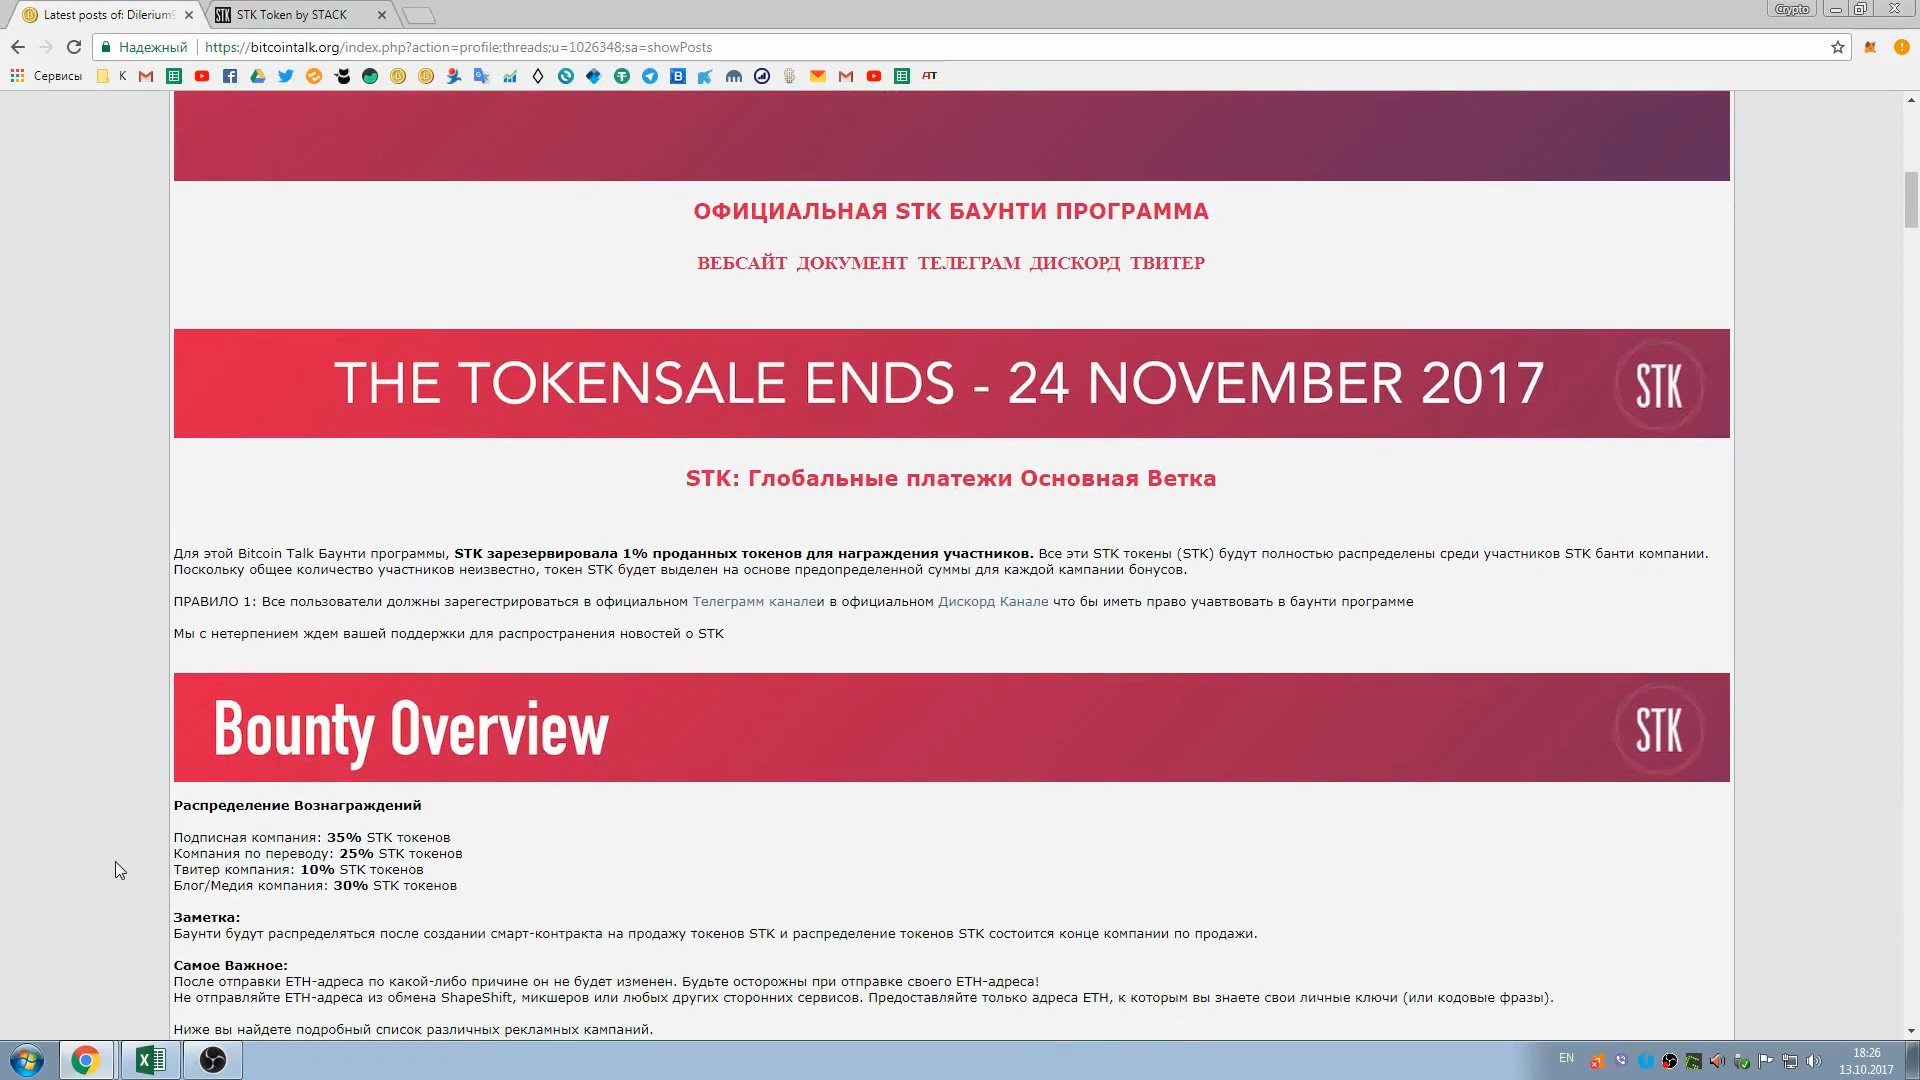 Latest posts of: Dilerium
STK Token by STACK
Crypto
Надежный
https://bitcointalk.org/index.php?action=profile;threads;u=1026348;sa=showPosts
Сервисы
K
ОФИЦИАЛЬНАЯ STK БАУНТИ ПРОГРАММА
ВЕБСАЙТ ДОКУМЕНТ ТЕЛЕГРАМ ДИСКОРД ТВИТЕР
THE TOKENSALE ENDS - 24 NOVEMBER 2017
STK
STK: Глобальные платежи Основная Ветка
Для этой Bitcoin Talk Баунти программы, STK зарезервировала 1% проданных токенов для награждения участников. Все эти STK токены (STK) будут полностью распределены среди участников STK банти компании.
Поскольку общее количество участников неизвестно, токен STK будет выделен на основе предопределенной суммы для каждой кампании бонусов.
ПРАВИЛО 1: Все пользователи должны зарегестрироваться в официальном Телеграмм каналеи в официальном Дискорд Канале что бы иметь право учавтвовать в баунти программе
Мы с нетерпением ждем вашей поддержки для распространения новостей о STK
Bounty Overview
STK
Распределение Вознаграждений
Подписная компания: 35% STK токенов
Компания по переводу: 25% STK токенов
Твитер компания: 10% STK токенов
Блог/Медия компания: 30% STK токенов
Заметка:
Баунти будут распределяться после создании смарт-контракта на продажу токенов STK и распределение токенов STK состоится конце компании по продажи.
Самое Важное:
После отправки ETH-адреса по какой-либо причине он не будет изменен. Будьте осторожны при отправке своего ETH-адреса!
Не отправляйте ETH-адреса из обмена ShapeShift, микшеров или любых других сторонних сервисов. Предоставляйте только адреса ETH, к которым вы знаете свои личные ключи (или кодовые фразы).
Ниже вы найдете подробный список различных рекламных кампаний.
EN
18:26
13.10.2017